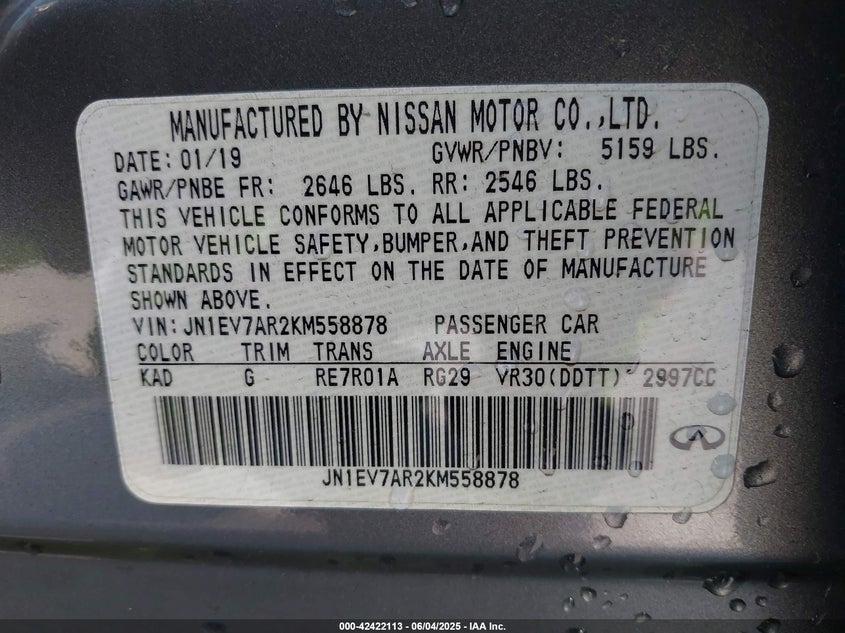 MANUFACTURED BY NISSAN MOTOR CO.,LTD.
DATE: 01/19 GVWR/PNBV: 5159 LBS.
GAWR/PNBE FR: 2646 LBS. RR: 2546 LBS.
THIS VEHICLE CONFORMS TO ALL APPLICABLE FEDERAL
MOTOR VEHICLE SAFETY,BUMPER,AND THEFT PREVENTION
STANDARDS IN EFFECT ON THE DATE OF MANUFACTURE
SHOWN ABOVE.
VIN: JN1EV7AR2KM558878 PASSENGER CAR
COLOR TRIM TRANS AXLE ENGINE
KAD G RE7R01A RG29 VR30(DDTT) 2997CC
JN1EV7AR2KM558878
000-42422113 - 06/04/2025 - IAA Inc.